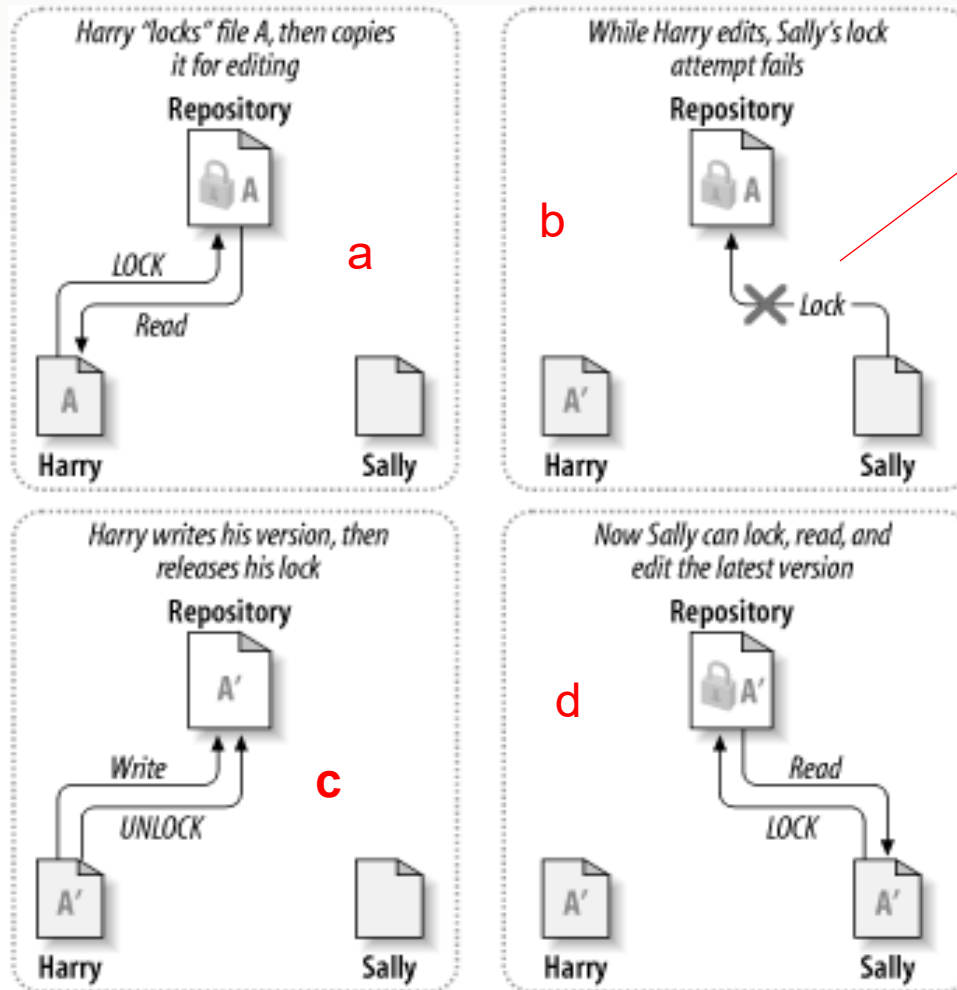 Harry “locks” file A, then copies
it for editing
Repository
A
a
LOCK
Read
A
Harry
Sally
While Harry edits, Sally’s lock
attempt fails
Repository
A
b
Lock
A′
Harry
Sally
Harry writes his version, then
releases his lock
Repository
A′
c
Write
UNLOCK
A′
Harry
Sally
Now Sally can lock, read, and
edit the latest version
Repository
A′
d
Read
LOCK
A′
A′
Harry
Sally